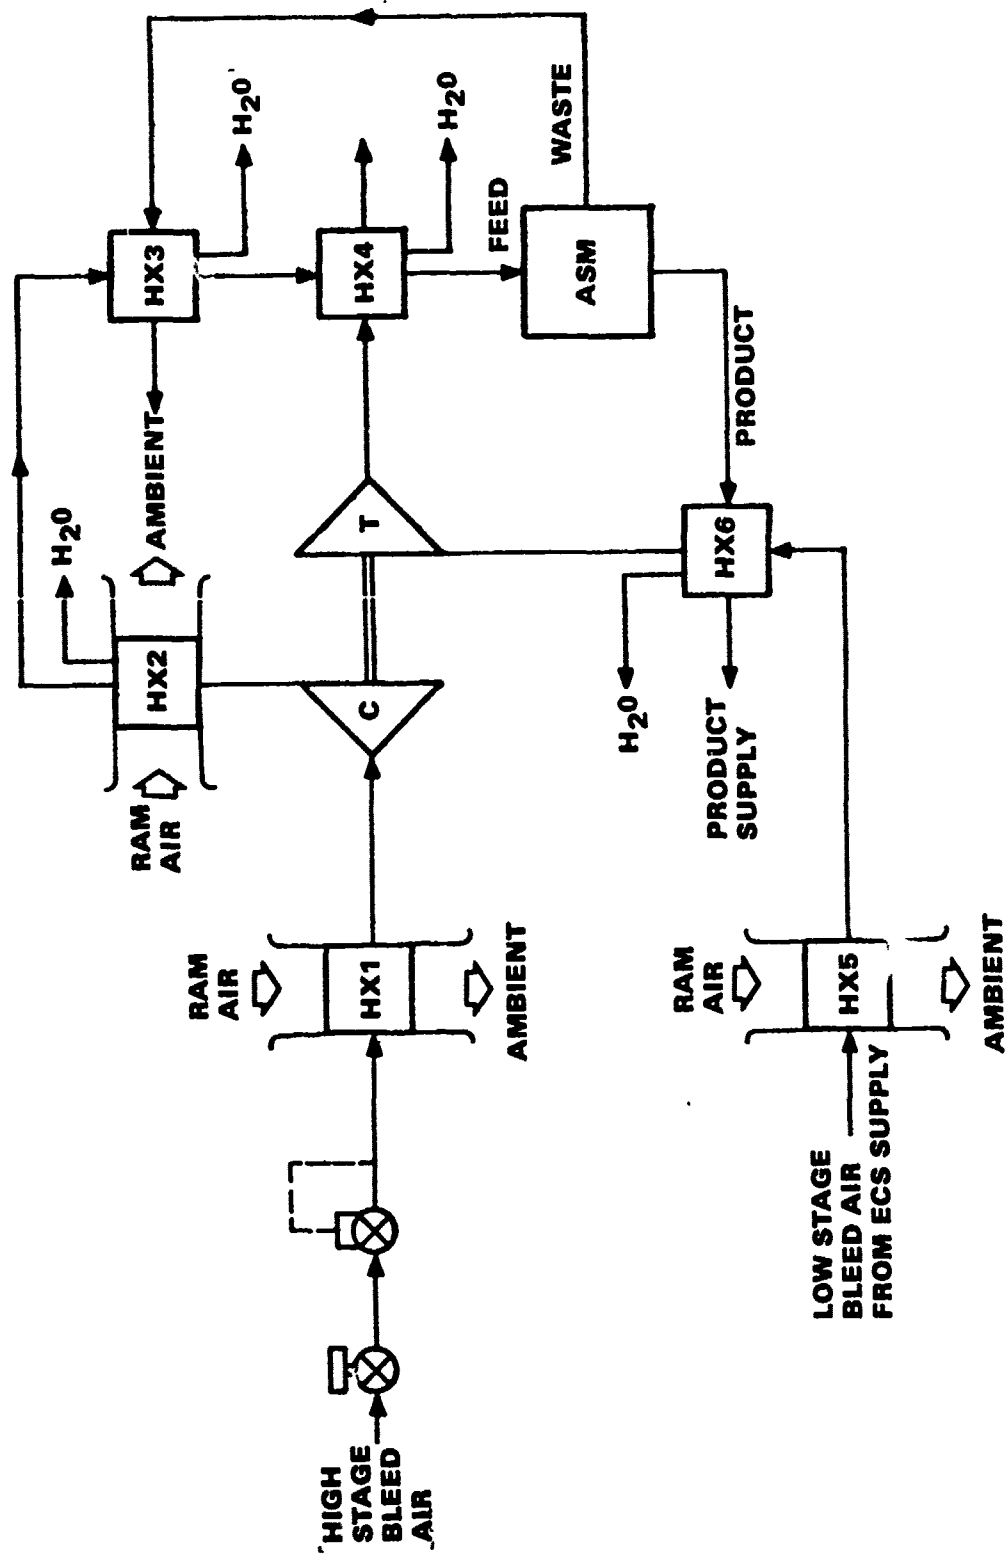 HIGH
STAGE
BLEED
AIR
RAM
AIR
HX1
AMBIENT
C
T
RAM
AIR
HX2
H2O
AMBIENT
HX3
H2O
HX4
H2O
FEED
ASM
WASTE
PRODUCT
HX6
H2O
PRODUCT
SUPPLY
LOW STAGE
BLEED AIR
FROM ECS SUPPLY
RAM
AIR
HX5
AMBIENT